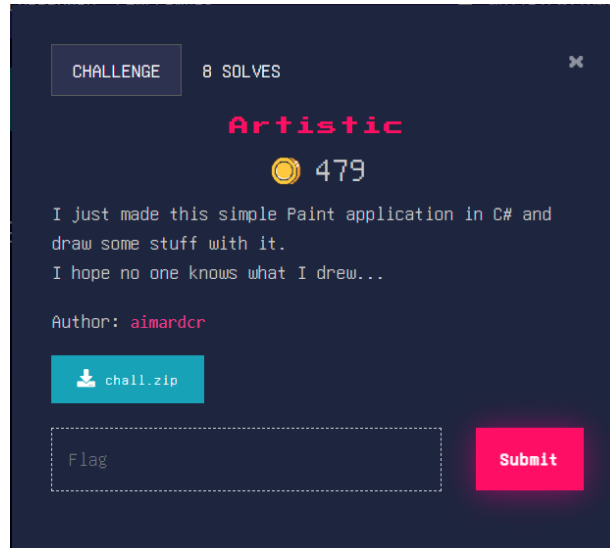 CHALLENGE
8 SOLVES
Artistic
479
I just made this simple Paint application in C# and
draw some stuff with it.
I hope no one knows what I drew...
Author: aimardcr
chall.zip
Flag
Submit